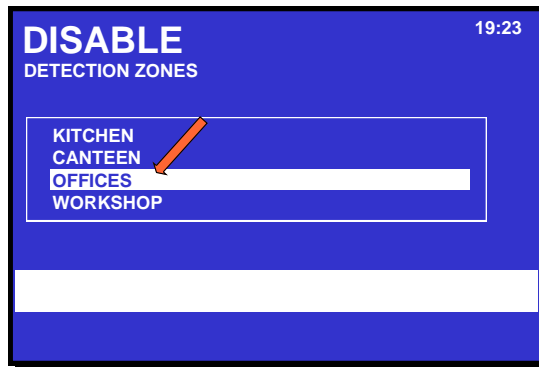 DISABLE
19:23
DETECTION ZONES
KITCHEN
CANTEEN
OFFICES
WORKSHOP